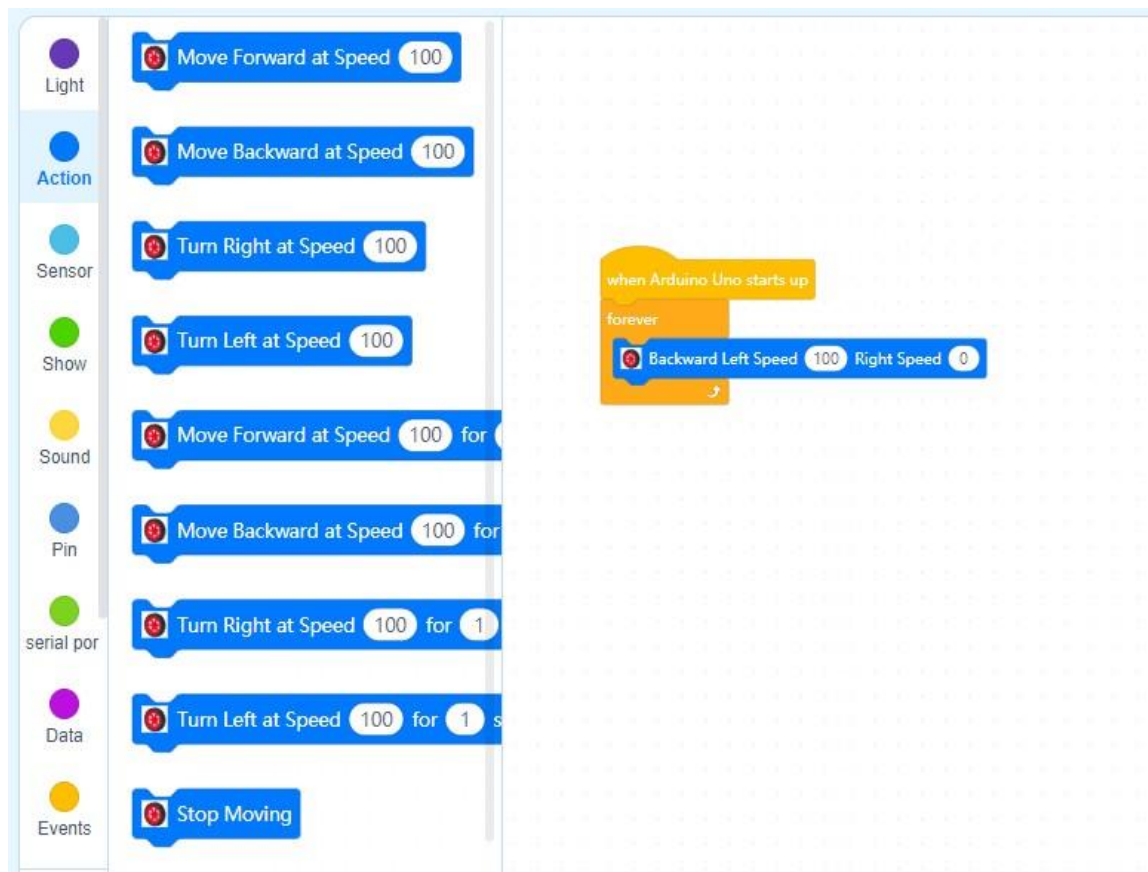 Light
Action
Sensor
Show
Sound
Pin
serial por
Data
Events
Move Forward at Speed 100
Move Backward at Speed 100
Turn Right at Speed 100
Turn Left at Speed 100
Move Forward at Speed 100 for
Move Backward at Speed 100 for
Turn Right at Speed 100 for 1
Turn Left at Speed 100 for 1 s
Stop Moving
when Arduino Uno starts up
forever
Backward Left Speed 100 Right Speed 0